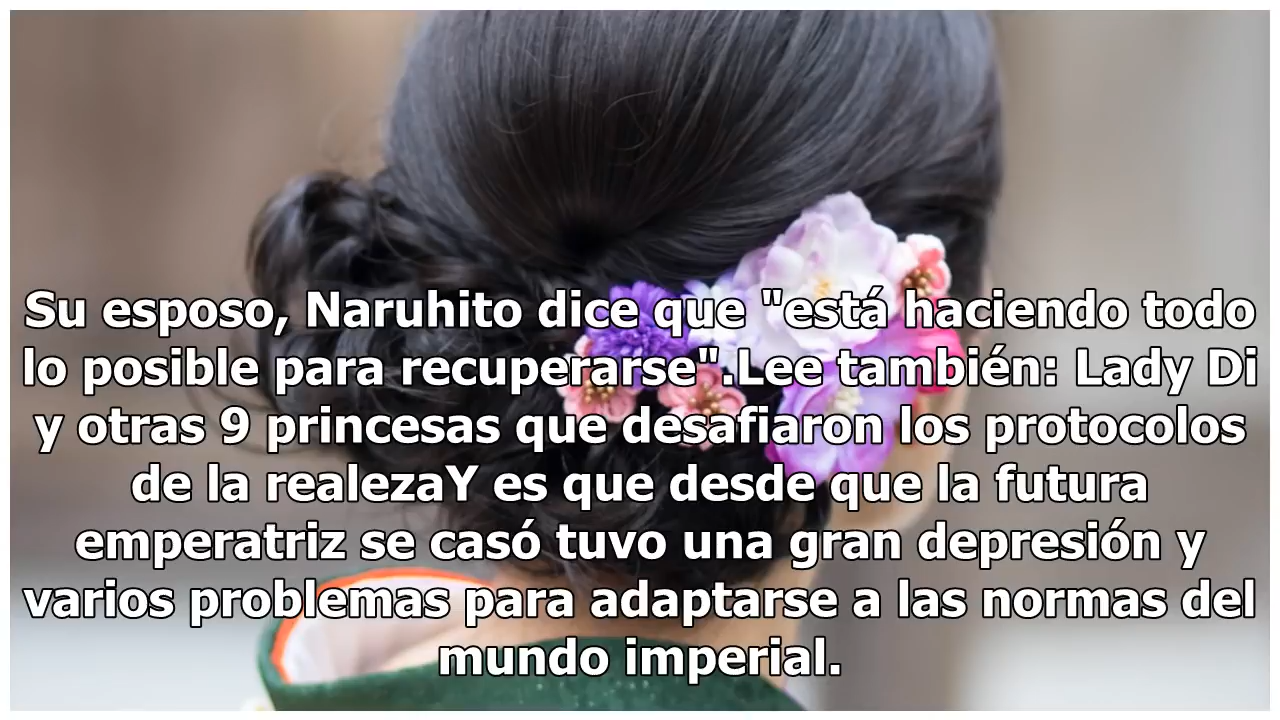 Su esposo, Naruhito dice que "está haciendo todo
lo posible para recuperarse".Lee también: Lady Di
y otras 9 princesas que desafiaron los protocolos
de la realezaY es que desde que la futura
emperatriz se casó tuvo una gran depresión y
varios problemas para adaptarse a las normas del
mundo imperial.